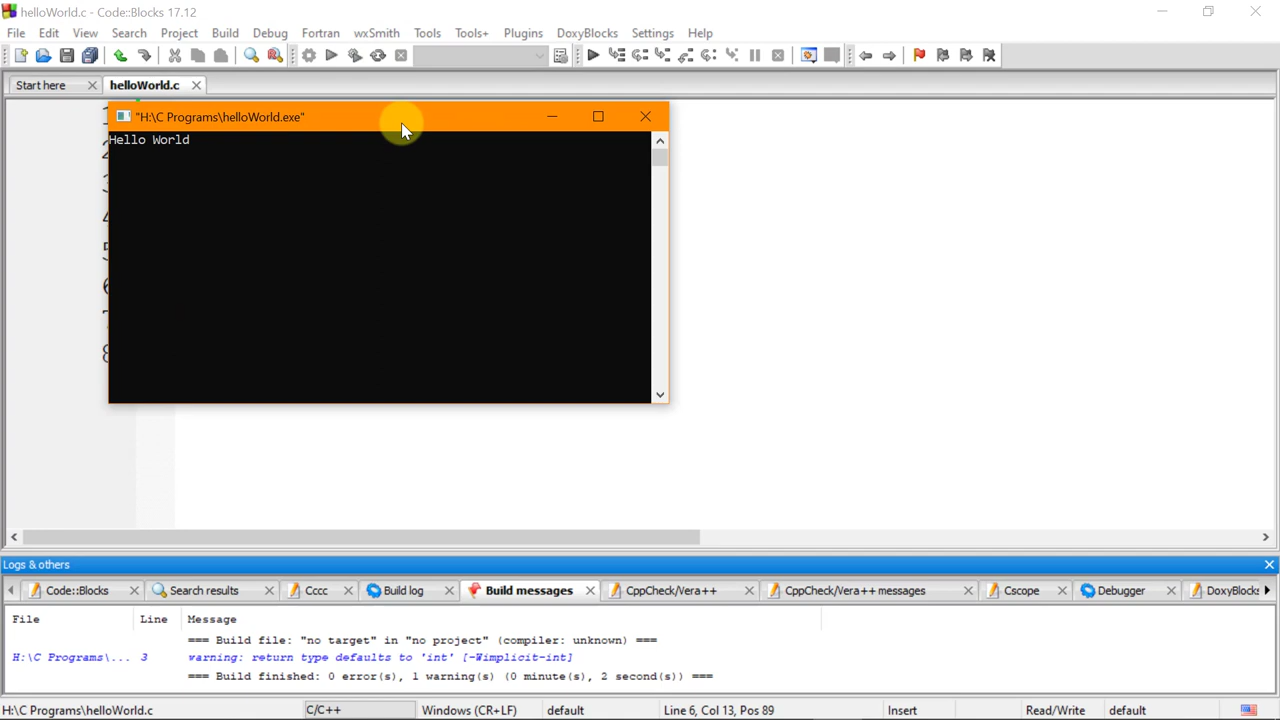 helloWorld.c - Code::Blocks 17.12
File Edit View Search Project Build Debug Fortran wxSmith Tools Tools+ Plugins DoxyBlocks Settings Help
Start here helloWorld.c
"H:\C Programs\helloWorld.exe"
Hello World
Logs & others
Code::Blocks Search results Cccc Build log Build messages CppCheck/Vera++ CppCheck/Vera++ messages Cscope Debugger DoxyBlocks
File Line Message
=== Build file: "no target" in "no project" (compiler: unknown) ===
H:\C Programs\... 3 warning: return type defaults to 'int' [-Wimplicit-int]
=== Build finished: 0 error(s), 1 warning(s) (0 minute(s), 2 second(s)) ===
H:\C Programs\helloWorld.c C/C++ Windows (CR+LF) default Line 6, Col 13, Pos 89 Insert Read/Write default